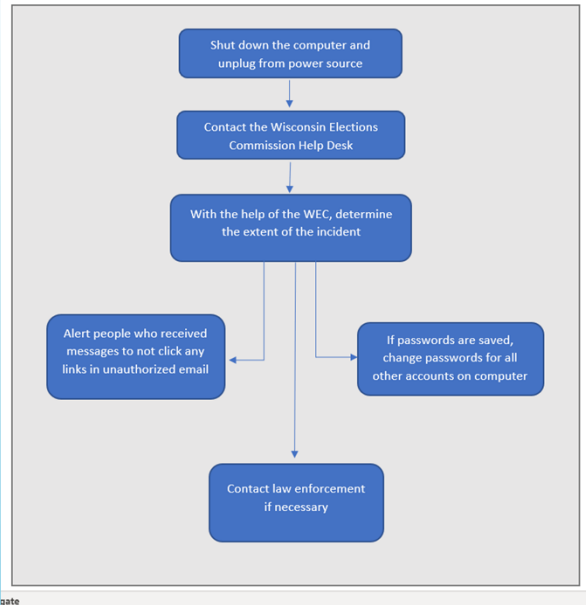 Shut down the computer and
unplug from power source
Contact the Wisconsin Elections
Commission Help Desk
With the help of the WEC, determine
the extent of the incident
Alert people who received
messages to not click any
links in unauthorized email
If passwords are saved,
change passwords for all
other accounts on computer
Contact law enforcement
if necessary
gate